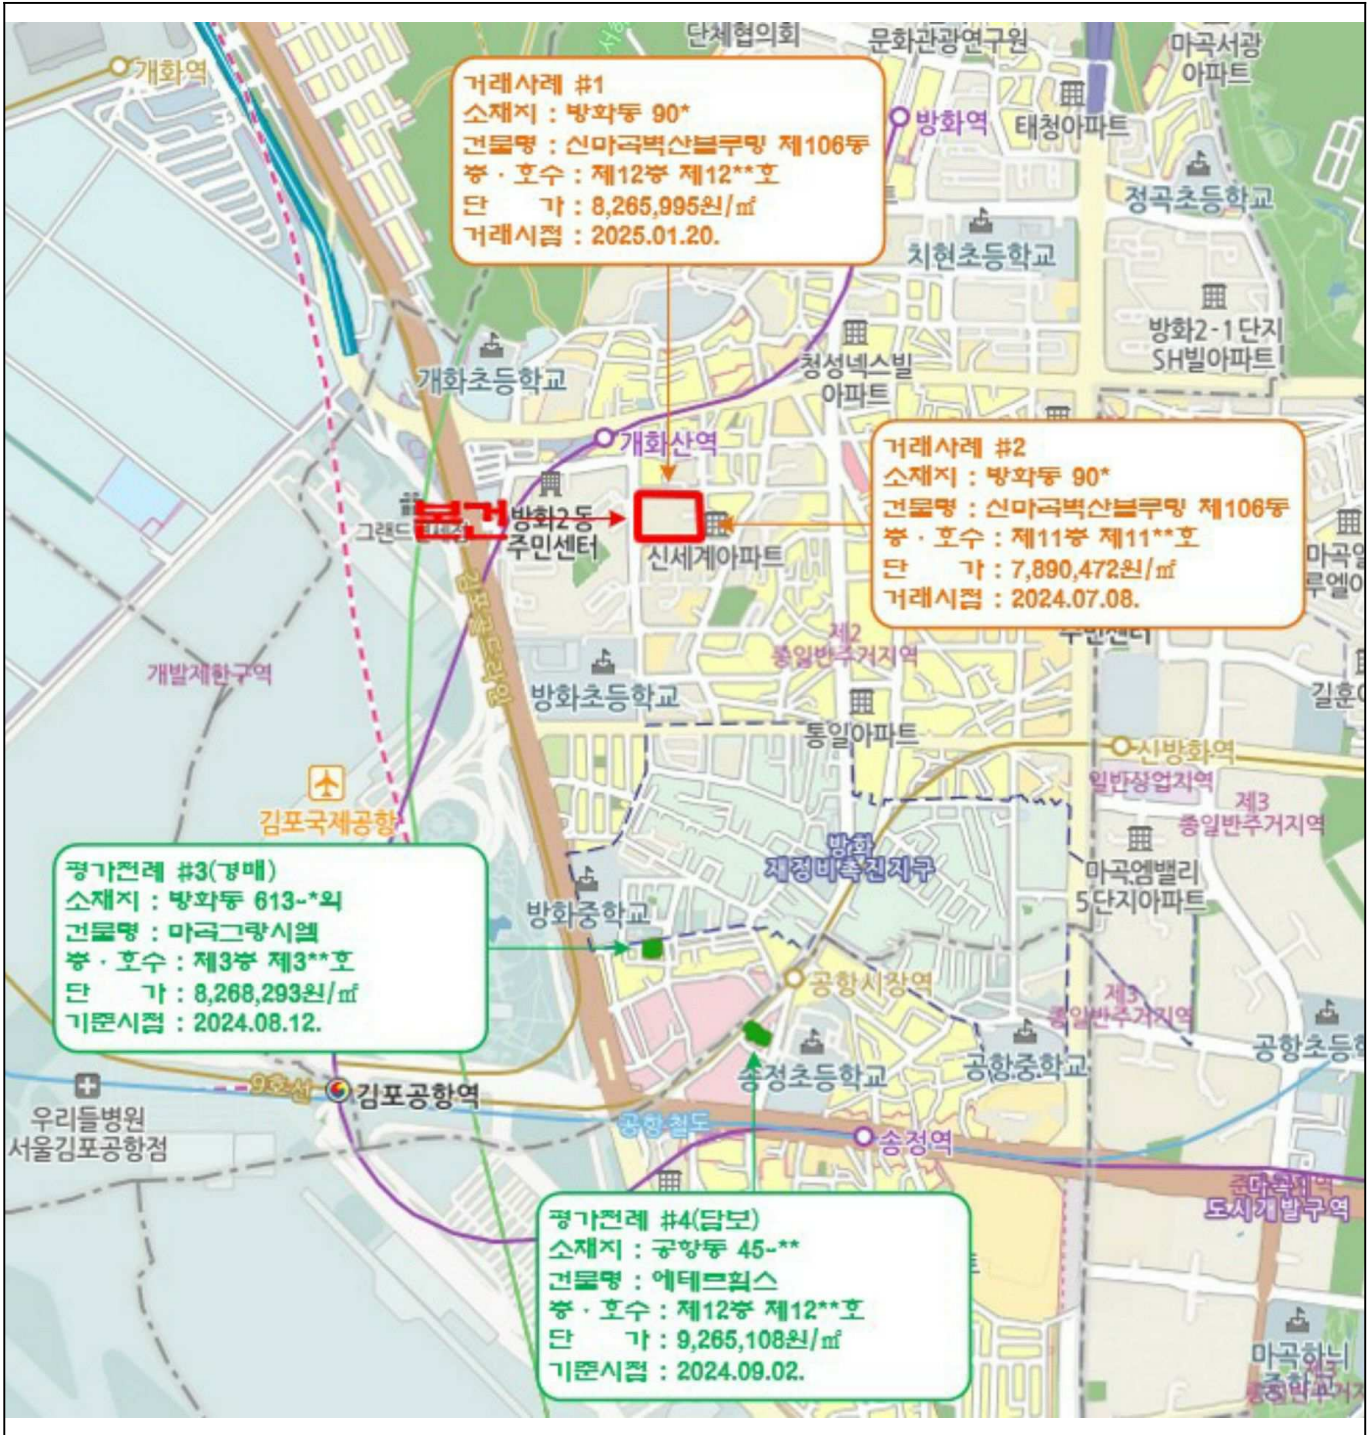 단체협의회
문화관광연구원
마곡서광
아파트
개화역
거래사례 #1
소재지 : 방화동 90*
건물명 : 신마곡벽산블루밍 제106동
층 · 호수 : 제12층 제12**호
단 가 : 8,265,995원/㎡
거래시점 : 2025.01.20.
방화역
태청아파트
정곡초등학교
치현초등학교
방화2-1단지
SH빌아파트
개화초등학교
청성넥스빌
아파트
개화산역
거래사례 #2
소재지 : 방화동 90*
건물명 : 신마곡벽산블루밍 제106동
층 · 호수 : 제11층 제11**호
단 가 : 7,890,472원/㎡
거래시점 : 2024.07.08.
본건
방화2동
주민센터
신세계아파트
주민센터
제2
종일반주거지역
개발제한구역
방화초등학교
통일아파트
신방화역
일반상업지역
제3
종일반주거지역
김포국제공항
방화
재정비촉진지구
마곡엠밸리
5단지아파트
평가전례 #3(경매)
소재지 : 방화동 613-*외
건물명 : 마곡그랑시엘
층 · 호수 : 제3층 제3**호
단 가 : 8,268,293원/㎡
기준시점 : 2024.08.12.
방화중학교
공항시장역
제3
종일반주거지역
송정초등학교
공항중학교
공항초등학
9호선
김포공항역
우리들병원
서울김포공항점
공항철도
송정역
도시개발구역
평가전례 #4(담보)
소재지 : 공항동 45-**
건물명 : 에테르힐스
층 · 호수 : 제12층 제12**호
단 가 : 9,265,108원/㎡
기준시점 : 2024.09.02.
마곡하늬